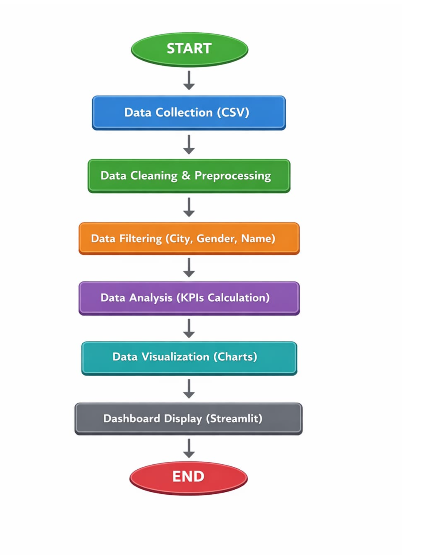 START
Data Collection (CSV)
Data Cleaning & Preprocessing
Data Filtering (City, Gender, Name)
Data Analysis (KPIs Calculation)
Data Visualization (Charts)
Dashboard Display (Streamlit)
END